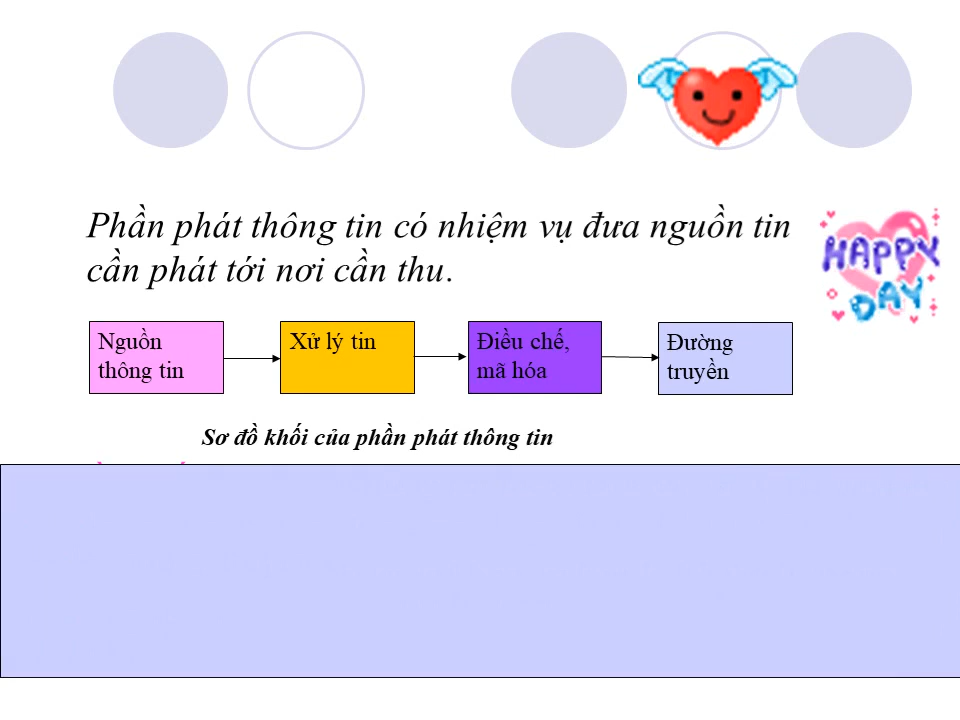 Phần phát thông tin có nhiệm vụ đưa nguồn tin
cần phát tới nơi cần thu.
HAPPY
DAY
Nguồn
thông tin
Xử lý tin
Điều chế,
mã hóa
Đường
truyền
Sơ đồ khối của phần phát thông tin